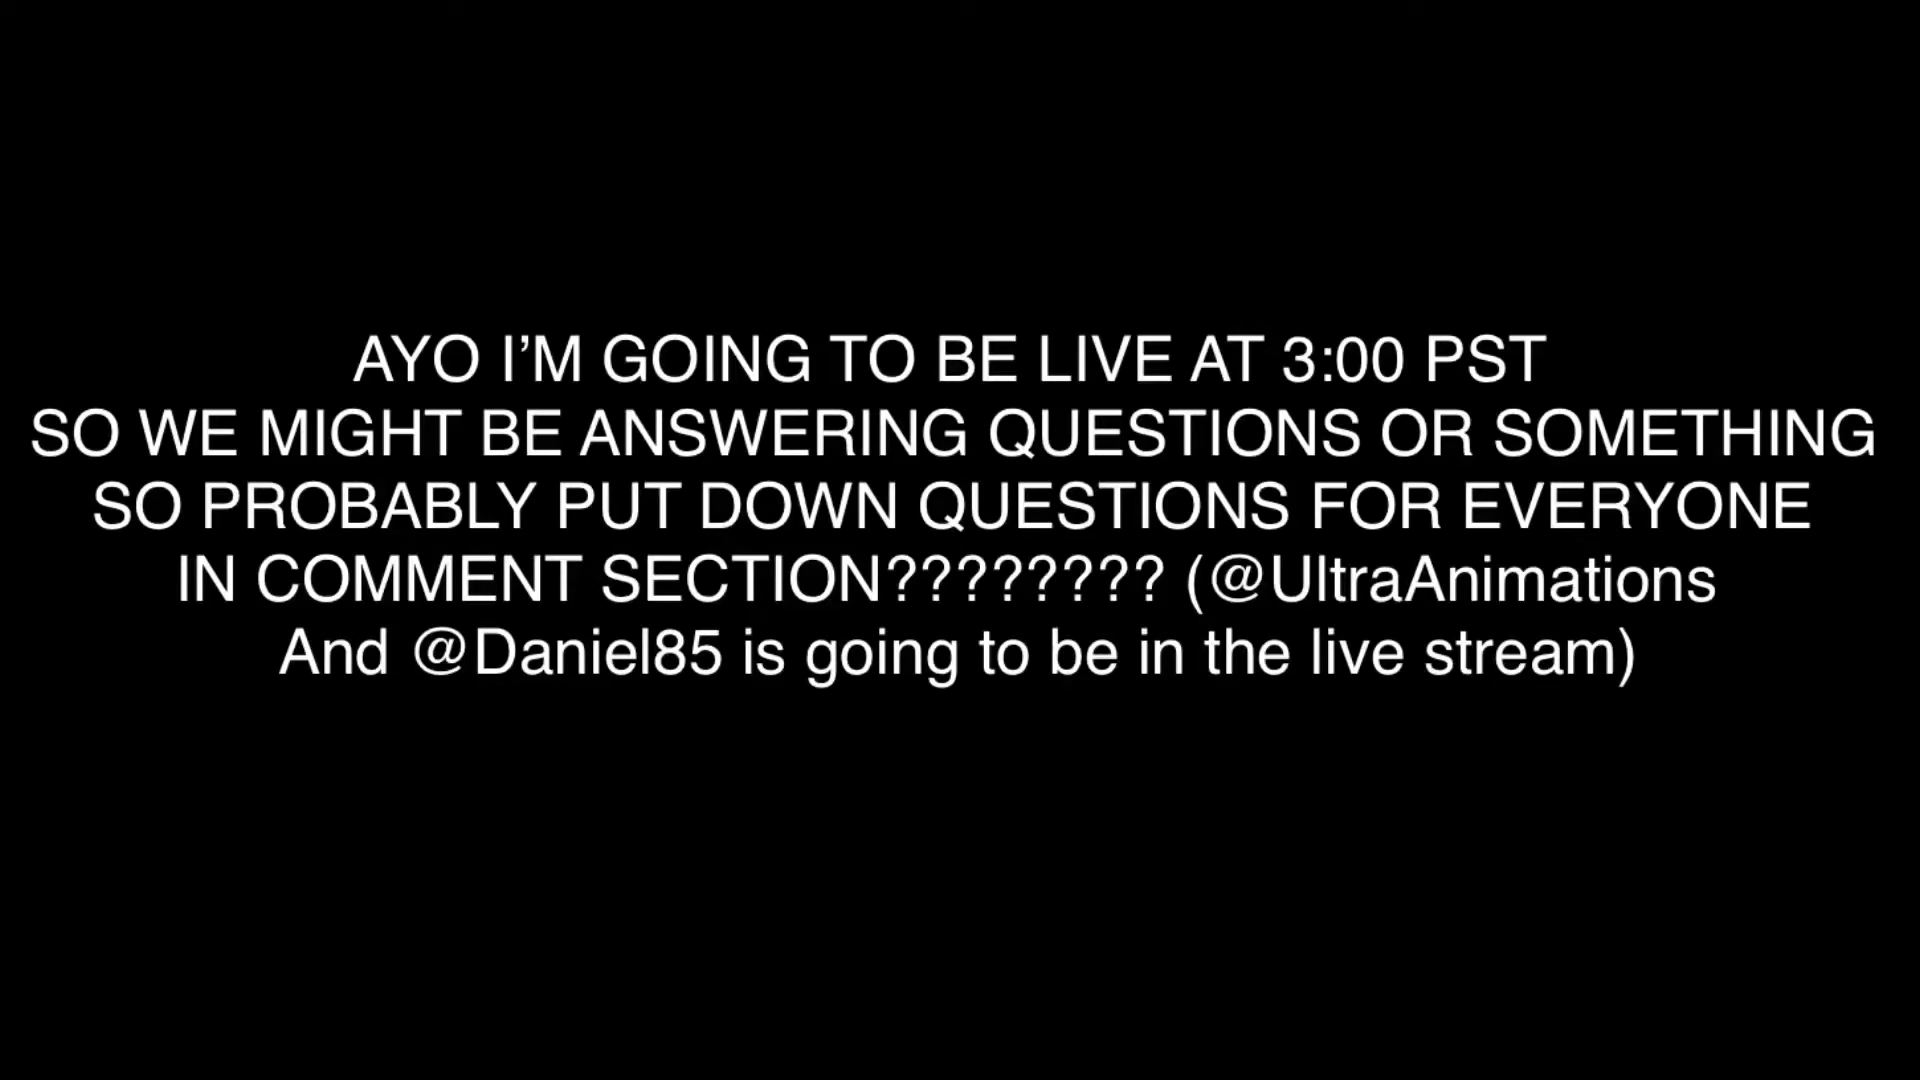 AYO I’M GOING TO BE LIVE AT 3:00 PST
SO WE MIGHT BE ANSWERING QUESTIONS OR SOMETHING
SO PROBABLY PUT DOWN QUESTIONS FOR EVERYONE
IN COMMENT SECTION???????? (@UltraAnimations
And @Daniel85 is going to be in the live stream)